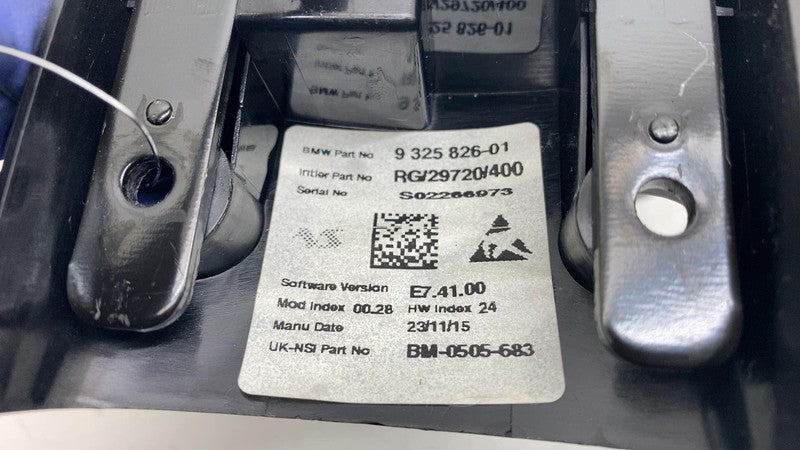 BMW Part No 9 325 826-01
Intier Part No RG/29720/400
Serial No S02266973
Software Version E7.41.00
Mod Index 00.28 HW Index 24
Manu Date 23/11/15
UK-NSI Part No BM-0505-683